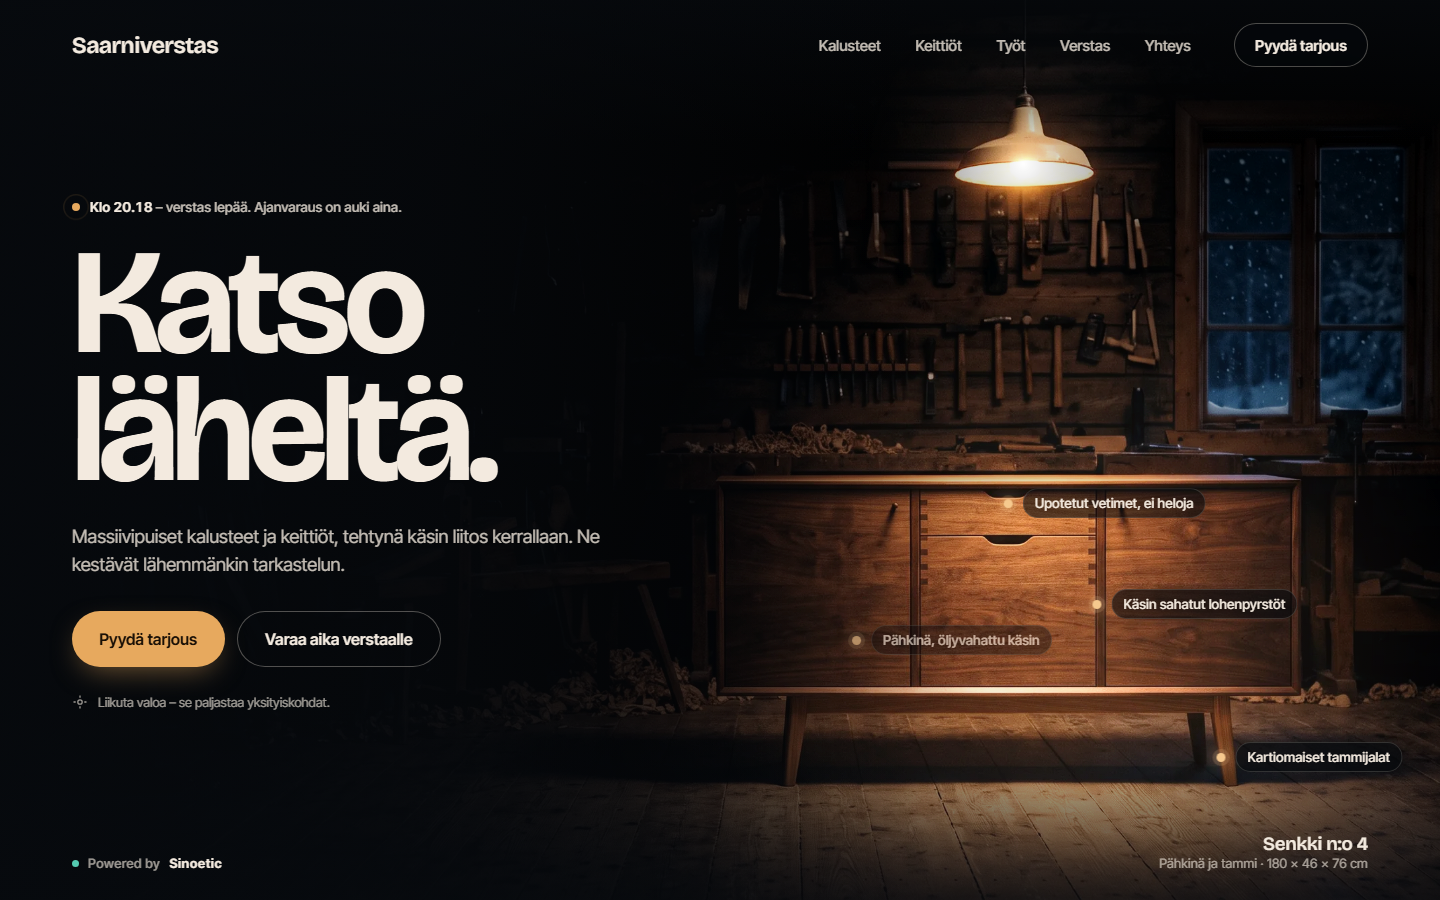 Saarniverstas
Kalusteet
Keittiöt
Työt
Verstas
Yhteys
Pyydä tarjous
Klo 20.18 – verstas lepää. Ajanvaraus on auki aina.
Katso
läheltä.
Massiivipuiset kalusteet ja keittiöt, tehtynä käsin liitos kerrallaan. Ne
kestävät lähemmänkin tarkastelun.
Pyydä tarjous
Varaa aika verstaalle
Liikuta valoa – se paljastaa yksityiskohdat.
Upotetut vetimet, ei heloja
Käsin sahatut lohenpyrstöt
Pähkinä, öljyvahattu käsin
Kartiomaiset tammijalat
Senkki n:o 4
Pähkinä ja tammi · 180 × 46 × 76 cm
Powered by Sinoetic